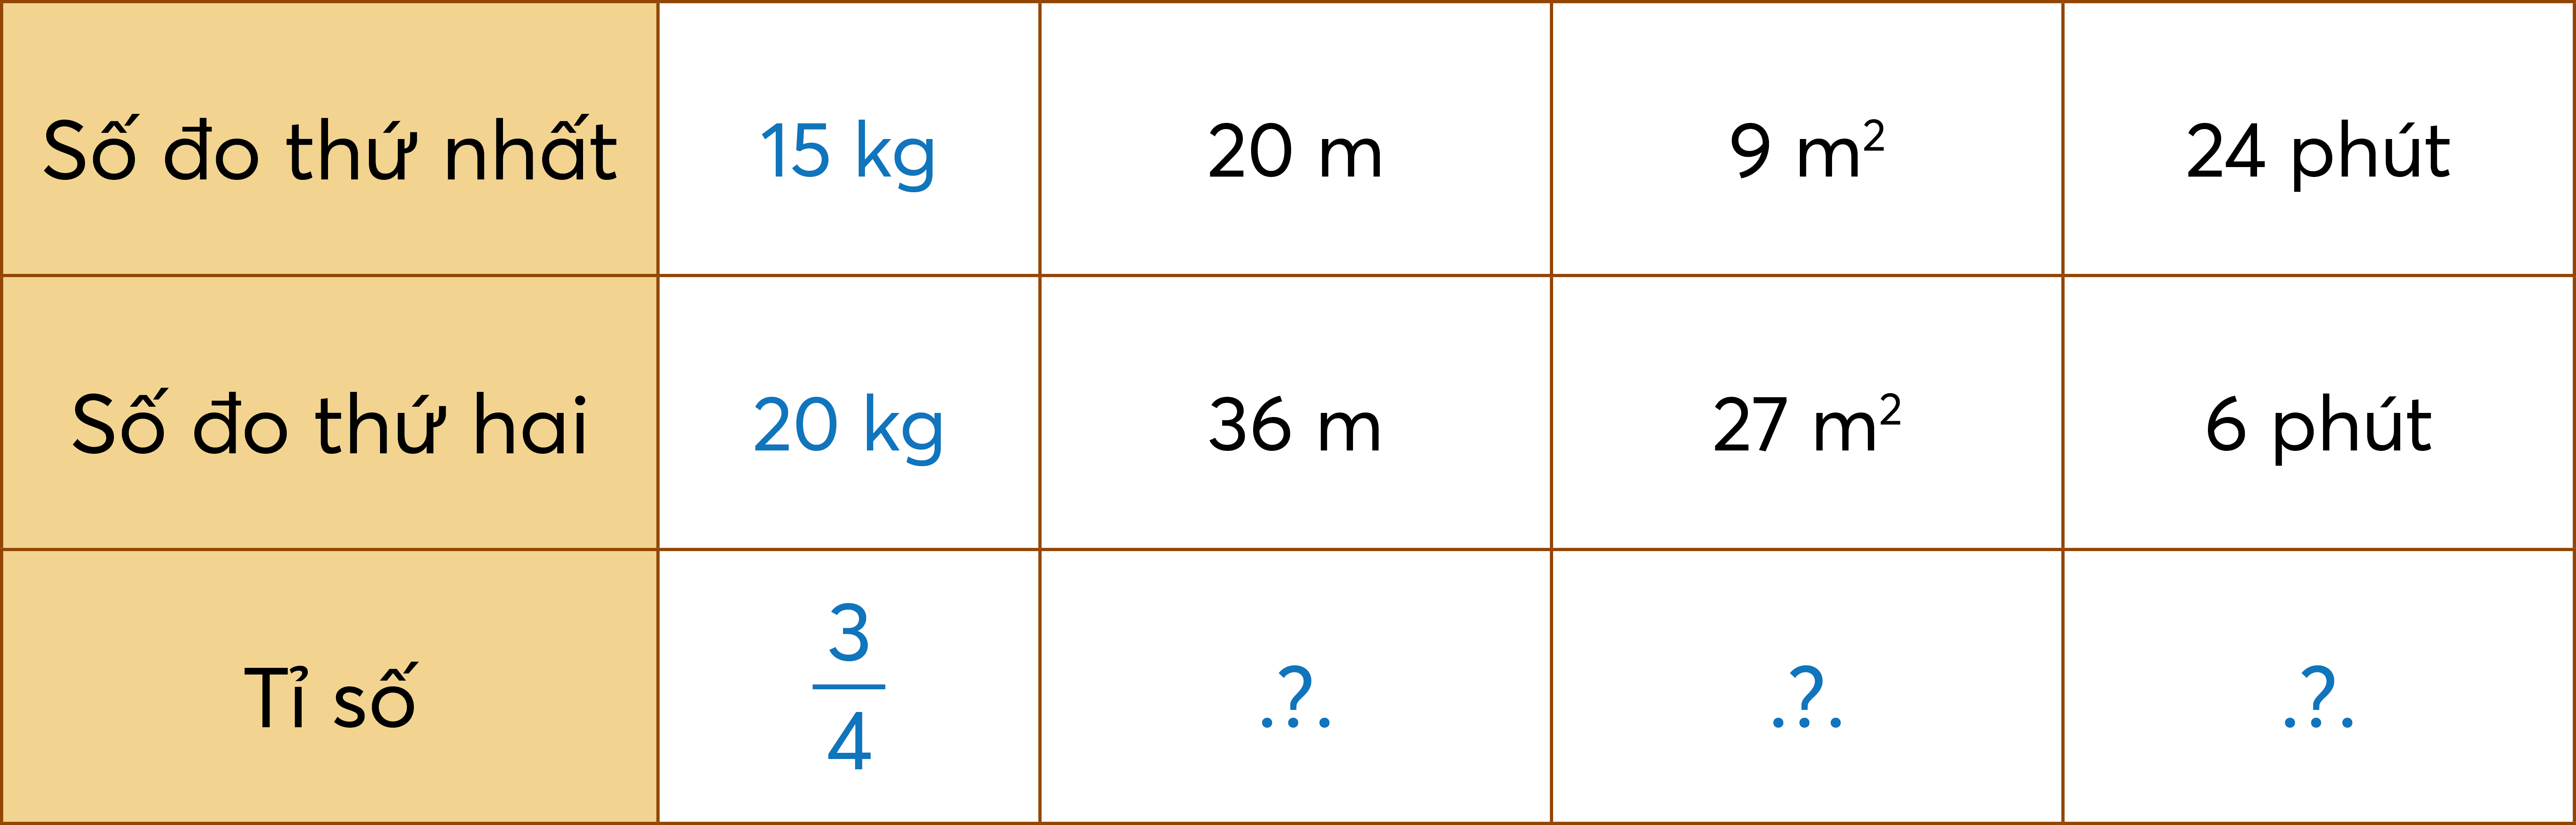 Số đo thứ nhất 15 kg 20 m 9 m² 24 phút
Số đo thứ hai 20 kg 36 m 27 m² 6 phút
Tỉ số 3/4 .?. .?. .?.